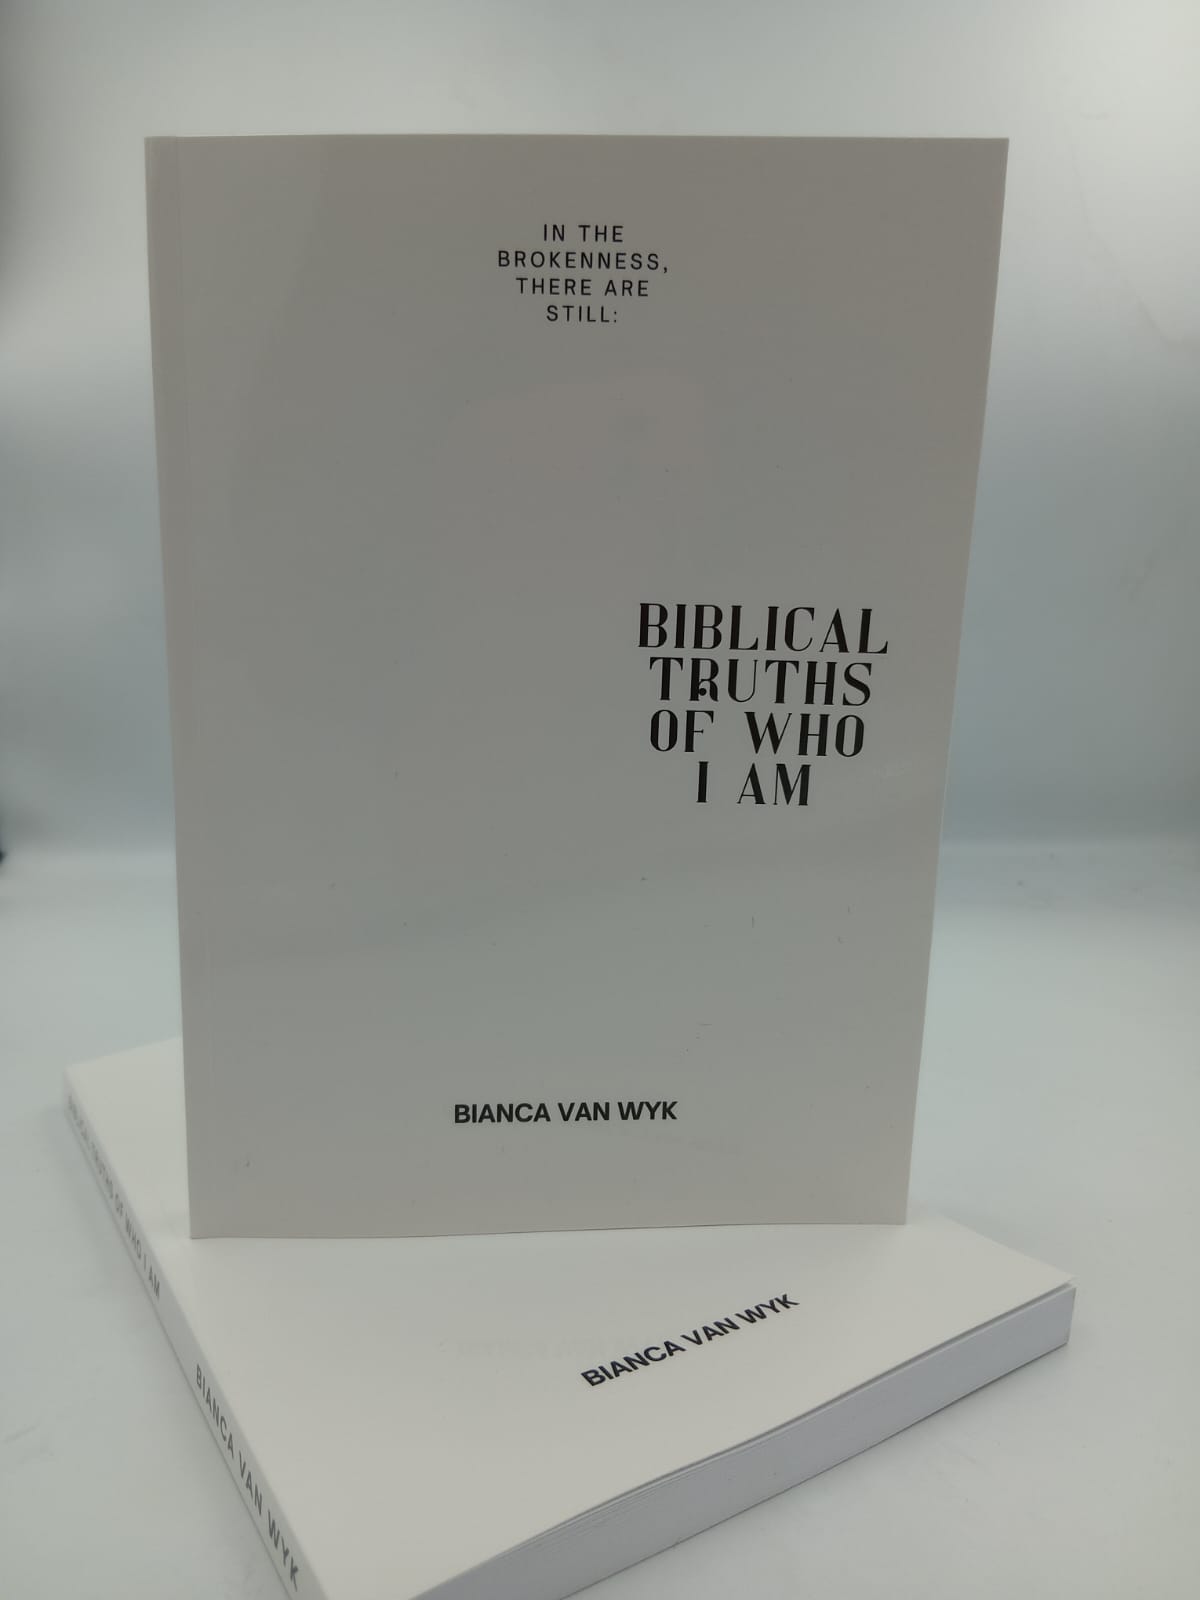 IN THE
BROKENNESS,
THERE ARE
STILL:
BIBLICAL
TRUTHS
OF WHO
I AM
BIANCA VAN WYK
BIANCA VAN WYK
BIBLICAL TRUTHS OF WHO I AM
BIANCA VAN WYK